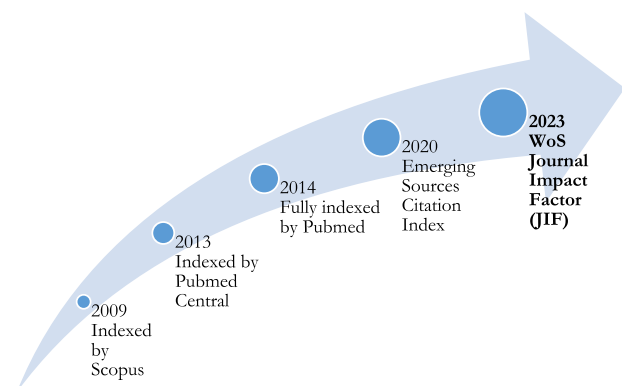 2009
Indexed
by
Scopus
2013
Indexed by
Pubmed
Central
2014
Fully indexed
by Pubmed
2020
Emerging
Sources
Citation
Index
2023
WoS
Journal
Impact
Factor
(JIF)